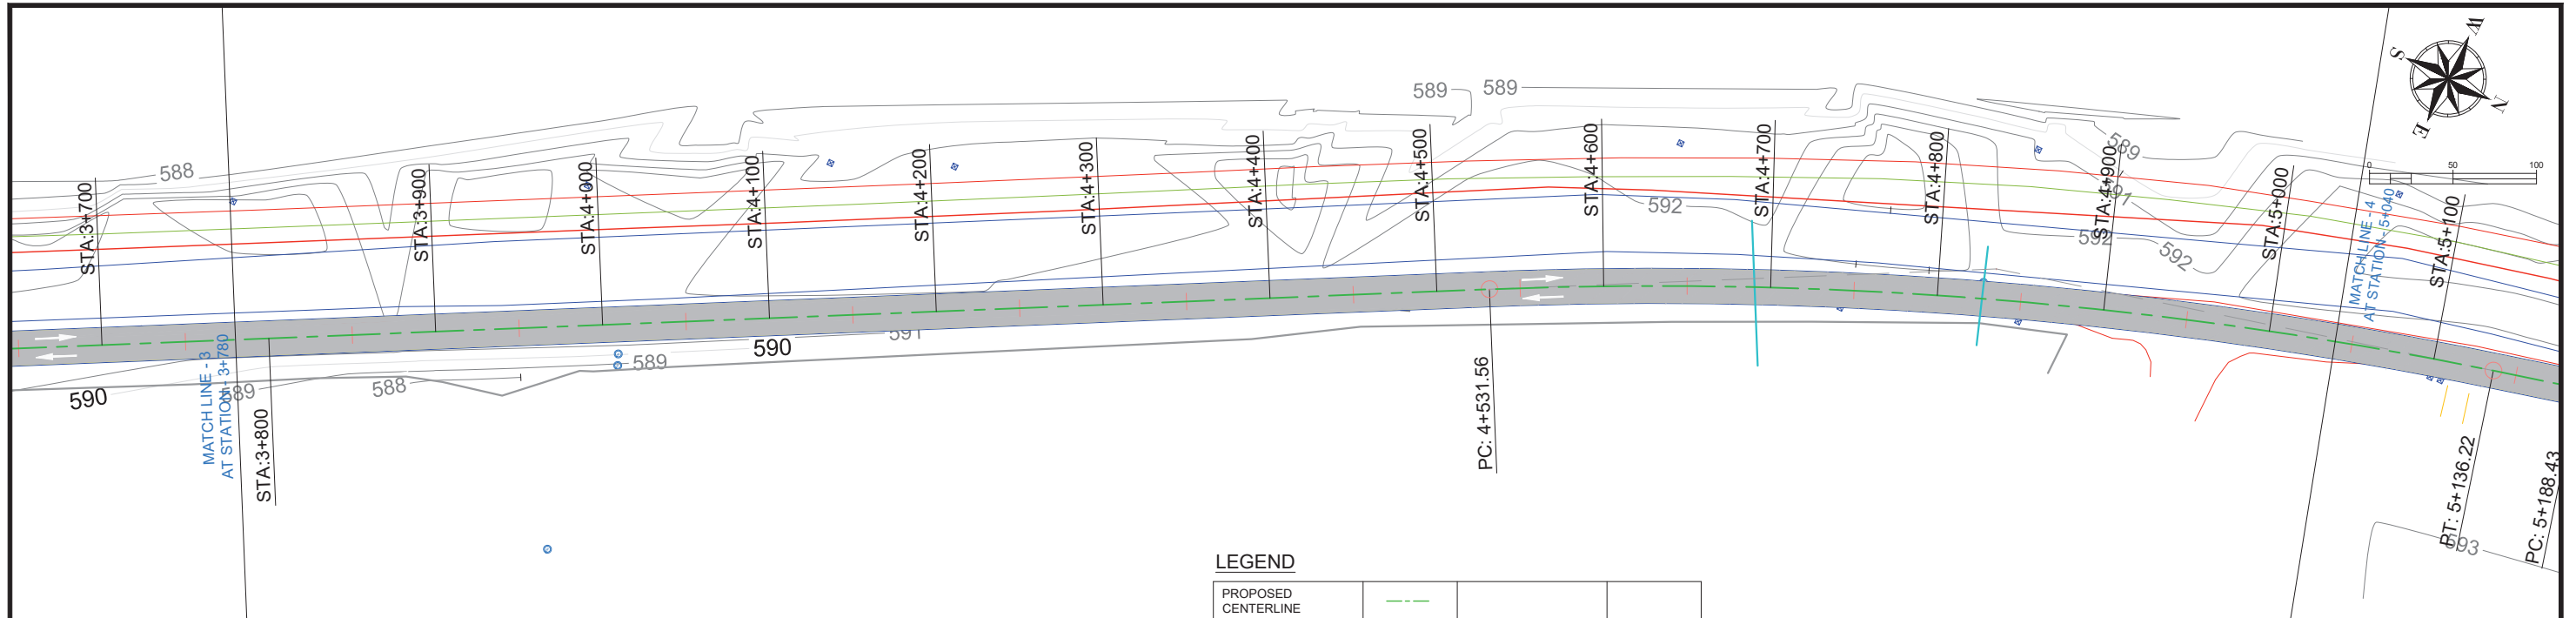 W
S
N
E
0 50 100
589 589
588
589
591
592
592
592
STA:3+700
STA:3+900
STA:4+000
STA:4+100
STA:4+200
STA:4+300
STA:4+400
STA:4+500
STA:4+600
STA:4+700
STA:4+800
STA:4+900
STA:5+000
STA:5+100
MATCH LINE - 4
AT STATION - 5+040
MATCH LINE - 3
AT STATION - 3+780
590
589
588
589
590
591
STA:3+800
PC: 4+531.56
PT: 5+136.22
PC: 5+188.43
593
LEGEND
PROPOSED
CENTERLINE